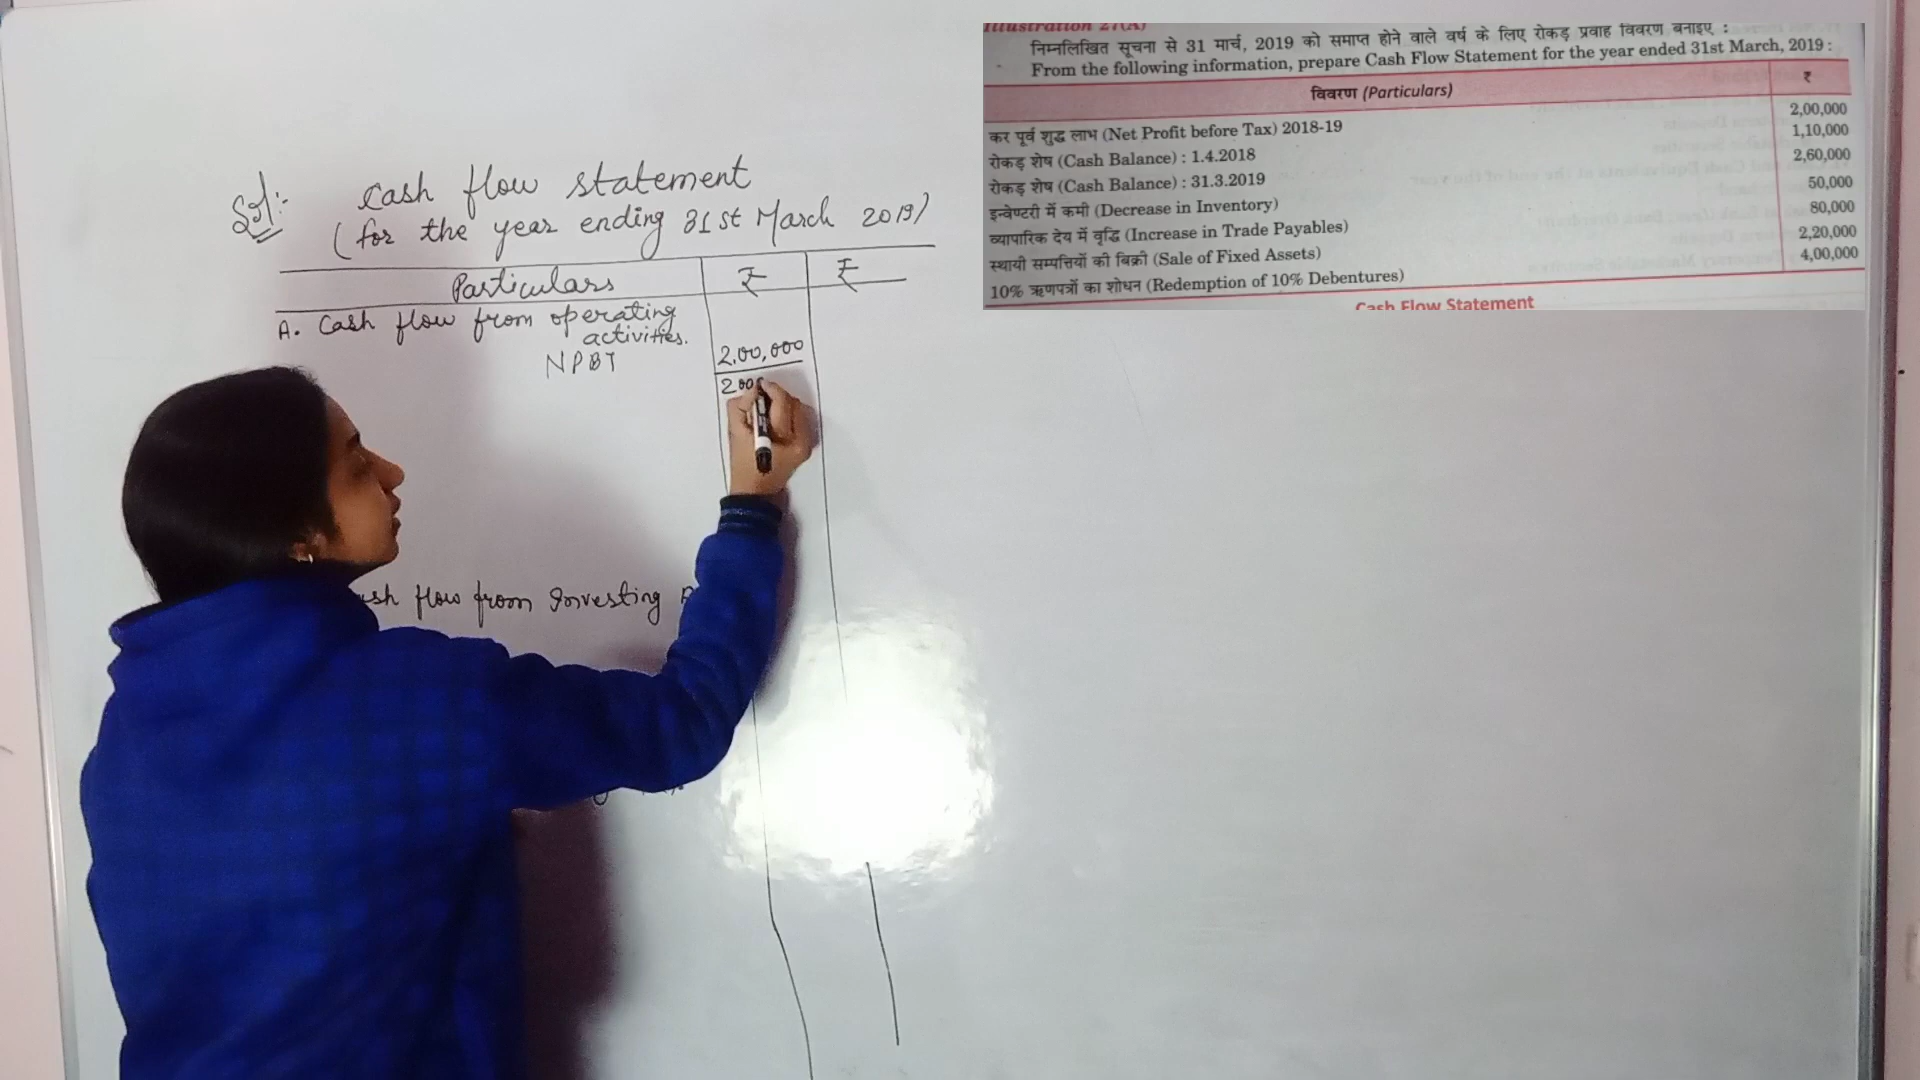 Illustration 27(A)
निम्नलिखित सूचना से 31 मार्च, 2019 को समाप्त होने वाले वर्ष के लिए रोकड़ प्रवाह विवरण बनाइए :
From the following information, prepare Cash Flow Statement for the year ended 31st March, 2019 :
विवरण (Particulars) ₹
कर पूर्व शुद्ध लाभ (Net Profit before Tax) 2018-19 2,00,000
रोकड़ शेष (Cash Balance) : 1.4.2018 1,10,000
रोकड़ शेष (Cash Balance) : 31.3.2019 2,60,000
इन्वेण्टरी में कमी (Decrease in Inventory) 50,000
व्यापारिक देय में वृद्धि (Increase in Trade Payables) 80,000
स्थायी सम्पत्तियों की बिक्री (Sale of Fixed Assets) 2,20,000
10% ऋणपत्रों का शोधन (Redemption of 10% Debentures) 4,00,000
Cash Flow Statement
Sol:- Cash flow statement
(for the year ending 31st March 2019)
Particulars ₹ ₹
A. Cash flow from operating
activities.
NPBT 2,00,000
200
flow from Investing